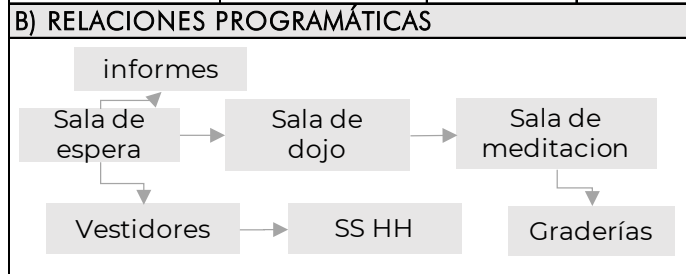 B) RELACIONES PROGRAMÁTICAS
informes
Sala de
espera
Sala de
dojo
Sala de
meditacion
Vestidores
SS HH
Graderías